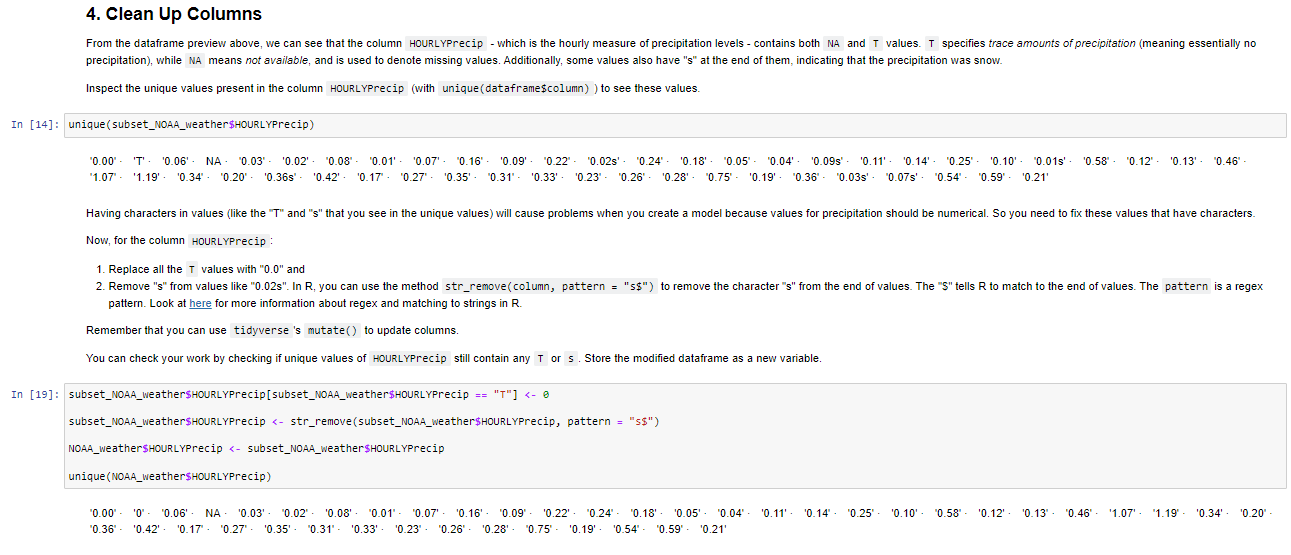 4. Clean Up Columns
From the dataframe preview above, we can see that the column HOURLYPrecip - which is the hourly measure of precipitation levels - contains both NA and T values. T specifies trace amounts of precipitation (meaning essentially no
precipitation), while NA means not available, and is used to denote missing values. Additionally, some values also have "s" at the end of them, indicating that the precipitation was snow.
Inspect the unique values present in the column HOURLYPrecip (with unique(dataframe$column) ) to see these values.
In [14]: unique(subset_NOAA_weather$HOURLYPrecip)
'0.00' · 'T' · '0.06' · NA · '0.03' · '0.02' · '0.08' · '0.01' · '0.07' · '0.16' · '0.09' · '0.22' · '0.02s' · '0.24' · '0.18' · '0.05' · '0.04' · '0.09s' · '0.11' · '0.14' · '0.25' · '0.10' · '0.01s' · '0.58' · '0.12' · '0.13' · '0.46' ·
'1.07' · '1.19' · '0.34' · '0.20' · '0.36s' · '0.42' · '0.17' · '0.27' · '0.35' · '0.31' · '0.33' · '0.23' · '0.26' · '0.28' · '0.75' · '0.19' · '0.36' · '0.03s' · '0.07s' · '0.54' · '0.59' · '0.21'
Having characters in values (like the "T" and "s" that you see in the unique values) will cause problems when you create a model because values for precipitation should be numerical. So you need to fix these values that have characters.
Now, for the column HOURLYPrecip :
1. Replace all the T values with "0.0" and
2. Remove "s" from values like "0.02s". In R, you can use the method str_remove(column, pattern = "s$") to remove the character "s" from the end of values. The "$" tells R to match to the end of values. The pattern is a regex
pattern. Look at here for more information about regex and matching to strings in R.
Remember that you can use tidyverse 's mutate() to update columns.
You can check your work by checking if unique values of HOURLYPrecip still contain any T or s . Store the modified dataframe as a new variable.
In [19]: subset_NOAA_weather$HOURLYPrecip[subset_NOAA_weather$HOURLYPrecip == "T"] <- 0
subset_NOAA_weather$HOURLYPrecip <- str_remove(subset_NOAA_weather$HOURLYPrecip, pattern = "s$")
NOAA_weather$HOURLYPrecip <- subset_NOAA_weather$HOURLYPrecip
unique(NOAA_weather$HOURLYPrecip)
'0.00' · '0' · '0.06' · NA · '0.03' · '0.02' · '0.08' · '0.01' · '0.07' · '0.16' · '0.09' · '0.22' · '0.24' · '0.18' · '0.05' · '0.04' · '0.11' · '0.14' · '0.25' · '0.10' · '0.58' · '0.12' · '0.13' · '0.46' · '1.07' · '1.19' · '0.34' · '0.20' ·
'0.36' · '0.42' · '0.17' · '0.27' · '0.35' · '0.31' · '0.33' · '0.23' · '0.26' · '0.28' · '0.75' · '0.19' · '0.54' · '0.59' · '0.21'